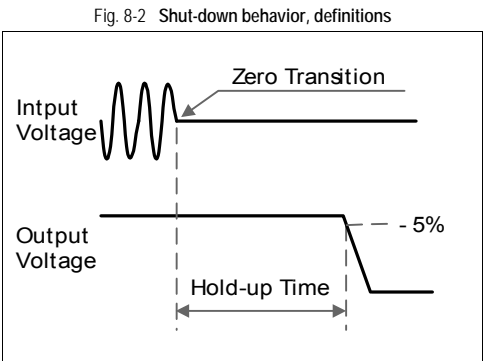 Fig. 8-2 Shut-down behavior, definitions
Zero Transition
Intput
Voltage
- 5%
Output
Voltage
Hold-up Time